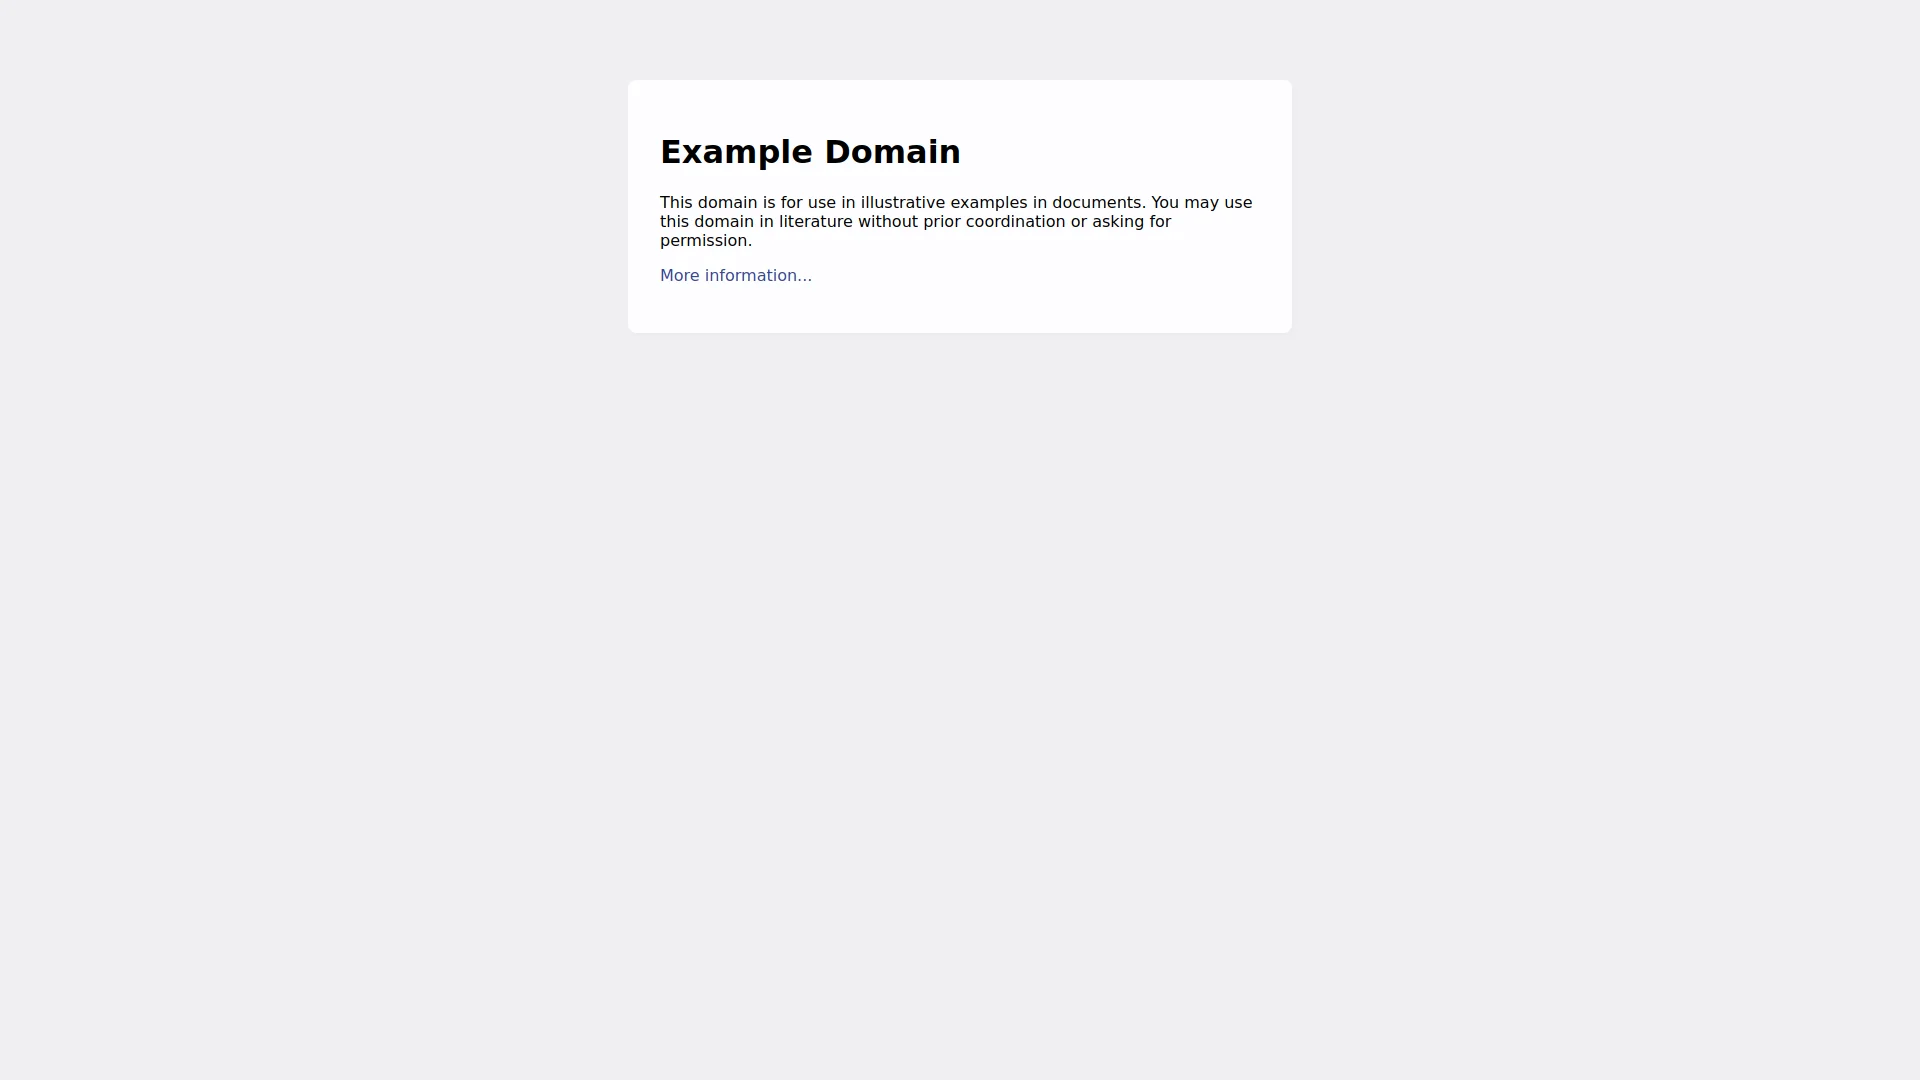 Example Domain
This domain is for use in illustrative examples in documents. You may use
this domain in literature without prior coordination or asking for
permission.
More information...